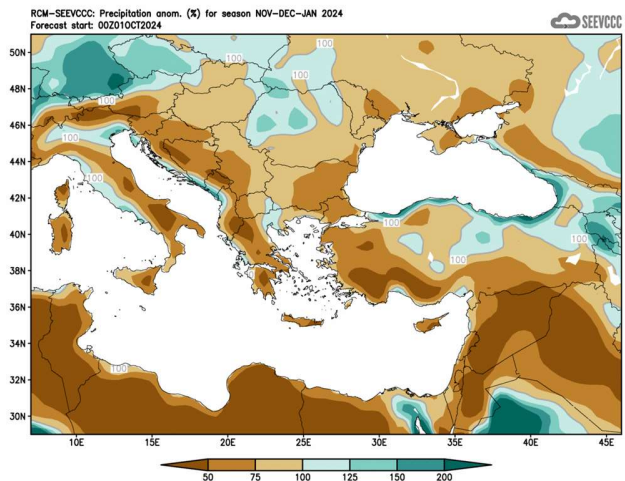 RCM-SEEVCCC: Precipitation anom. (%) for season NOV-DEC-JAN 2024
Forecast start: 00Z01OCT2024
SEEVCCC
50N
48N
46N
44N
42N
40N
38N
36N
34N
32N
30N
100
100
100
100
100
100
100
100
100
100
10E
15E
20E
25E
30E
35E
40E
45E
50
75
100
125
150
200